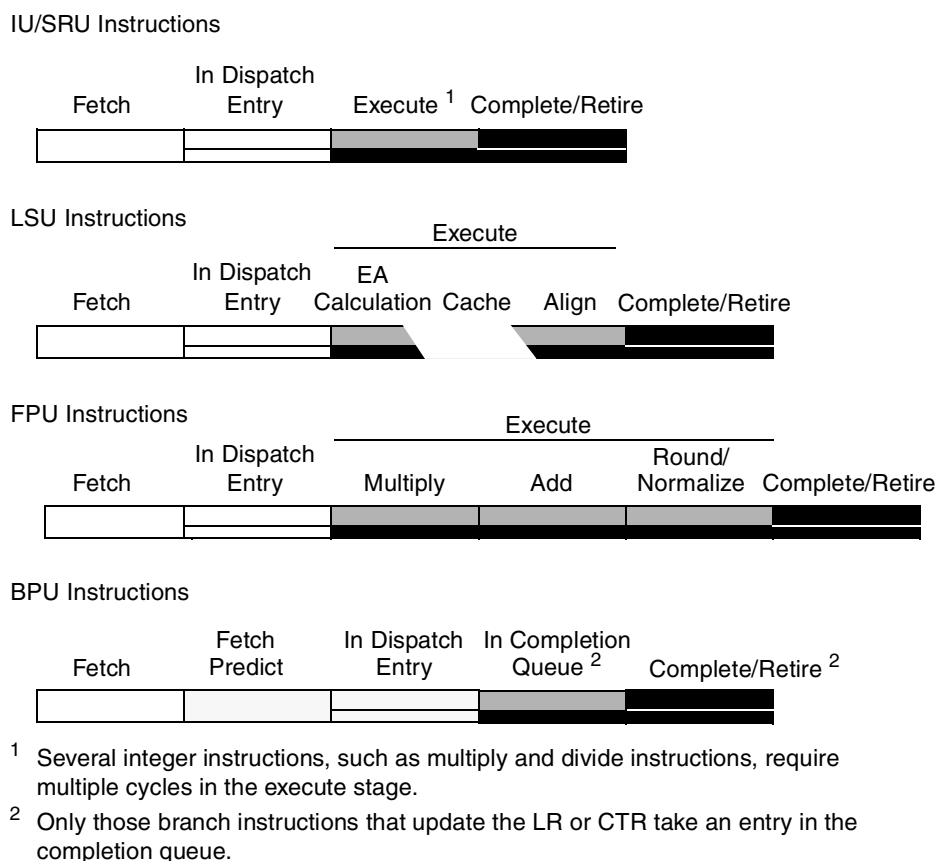 IU/SRU Instructions
In Dispatch
Fetch Entry Execute 1 Complete/Retire
LSU Instructions
Execute
In Dispatch EA
Fetch Entry Calculation Cache Align Complete/Retire
FPU Instructions
Execute
In Dispatch Round/
Fetch Entry Multiply Add Normalize Complete/Retire
BPU Instructions
Fetch In Dispatch In Completion
Fetch Predict Entry Queue 2 Complete/Retire 2
1 Several integer instructions, such as multiply and divide instructions, require
multiple cycles in the execute stage.
2 Only those branch instructions that update the LR or CTR take an entry in the
completion queue.